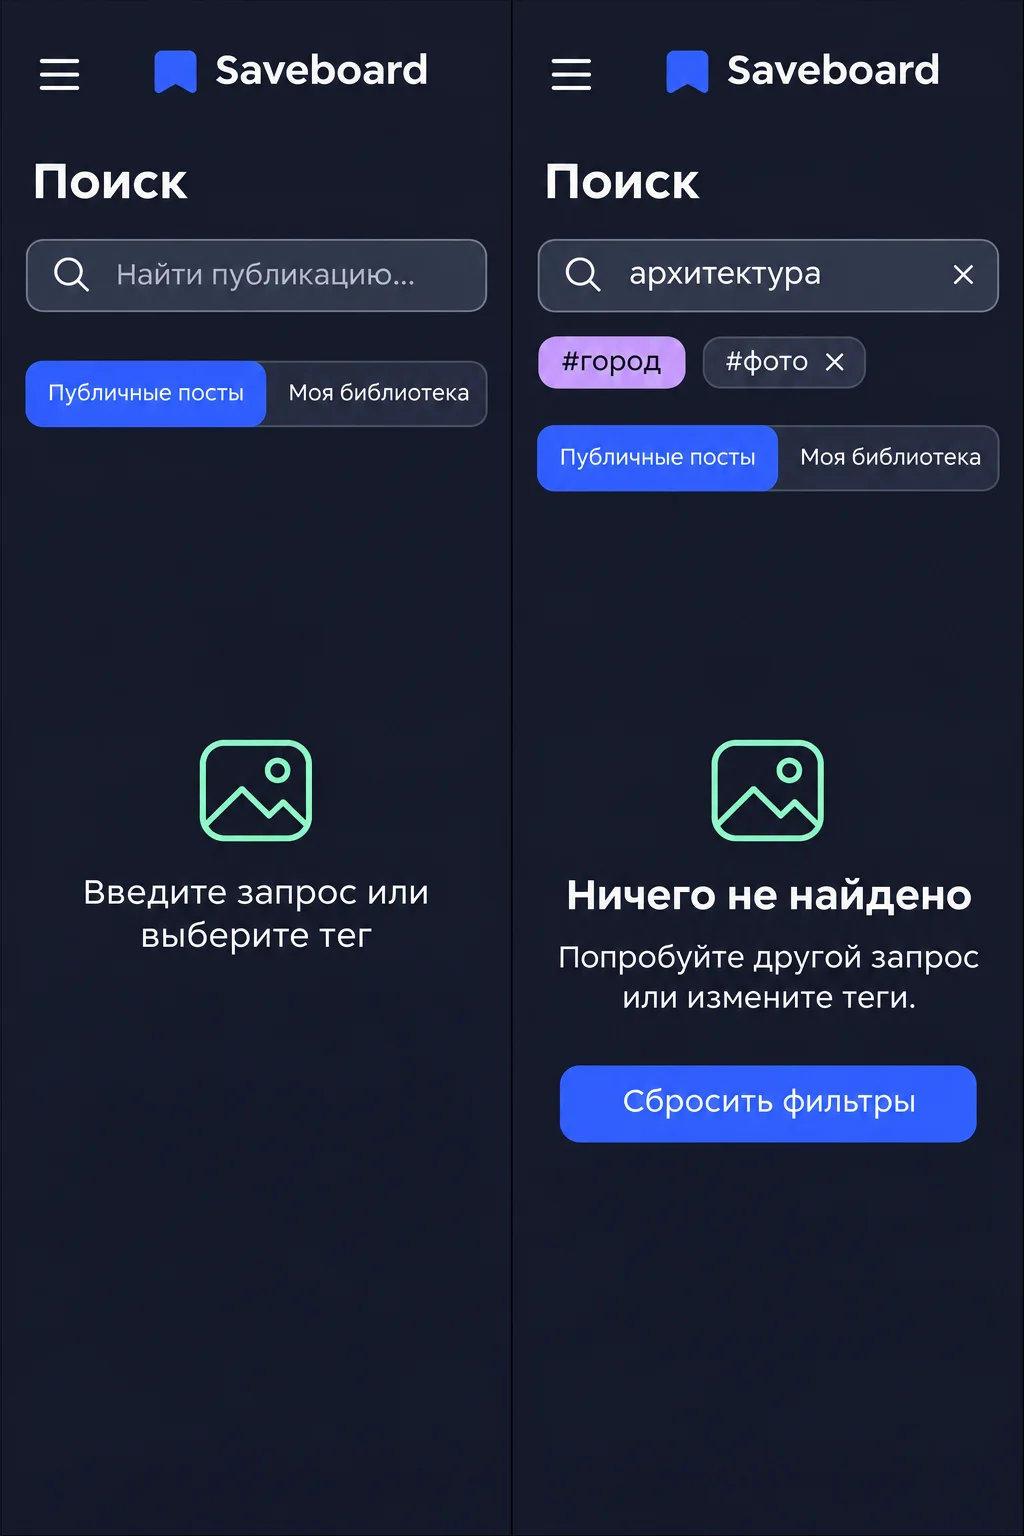 Saveboard
Поиск
Найти публикацию...
Публичные посты
Моя библиотека
Введите запрос или
выберите тег
Saveboard
Поиск
архитектура
#город
#фото
Публичные посты
Моя библиотека
Ничего не найдено
Попробуйте другой запрос
или измените теги.
Сбросить фильтры